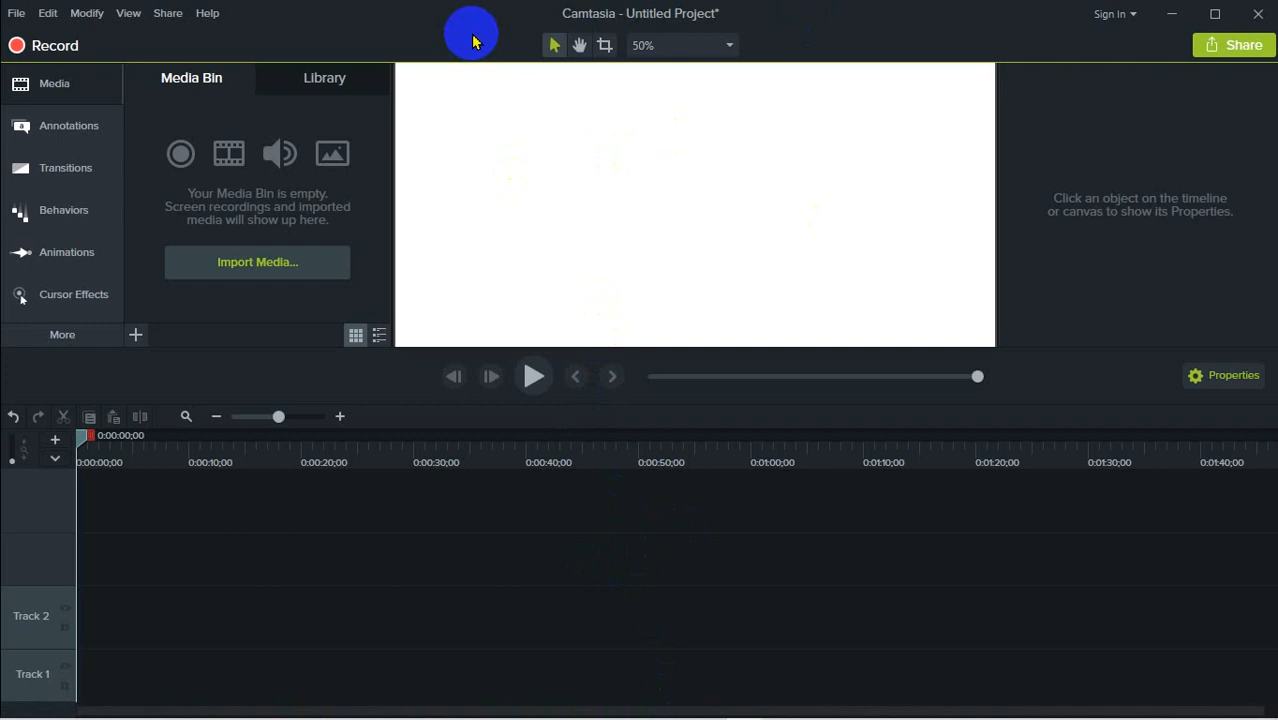 File Edit Modify View Share Help
Camtasia - Untitled Project*
Sign In
Record
50%
Share
Media
Annotations
Transitions
Behaviors
Animations
Cursor Effects
More
Media Bin
Library
Your Media Bin is empty.
Screen recordings and imported
media will show up here.
Import Media...
Click an object on the timeline
or canvas to show its Properties.
Properties
0:00:00;00
0:00:00;00 0:00:10;00 0:00:20;00 0:00:30;00 0:00:40;00 0:00:50;00 0:01:00;00 0:01:10;00 0:01:20;00 0:01:30;00 0:01:40;00
Track 2
Track 1